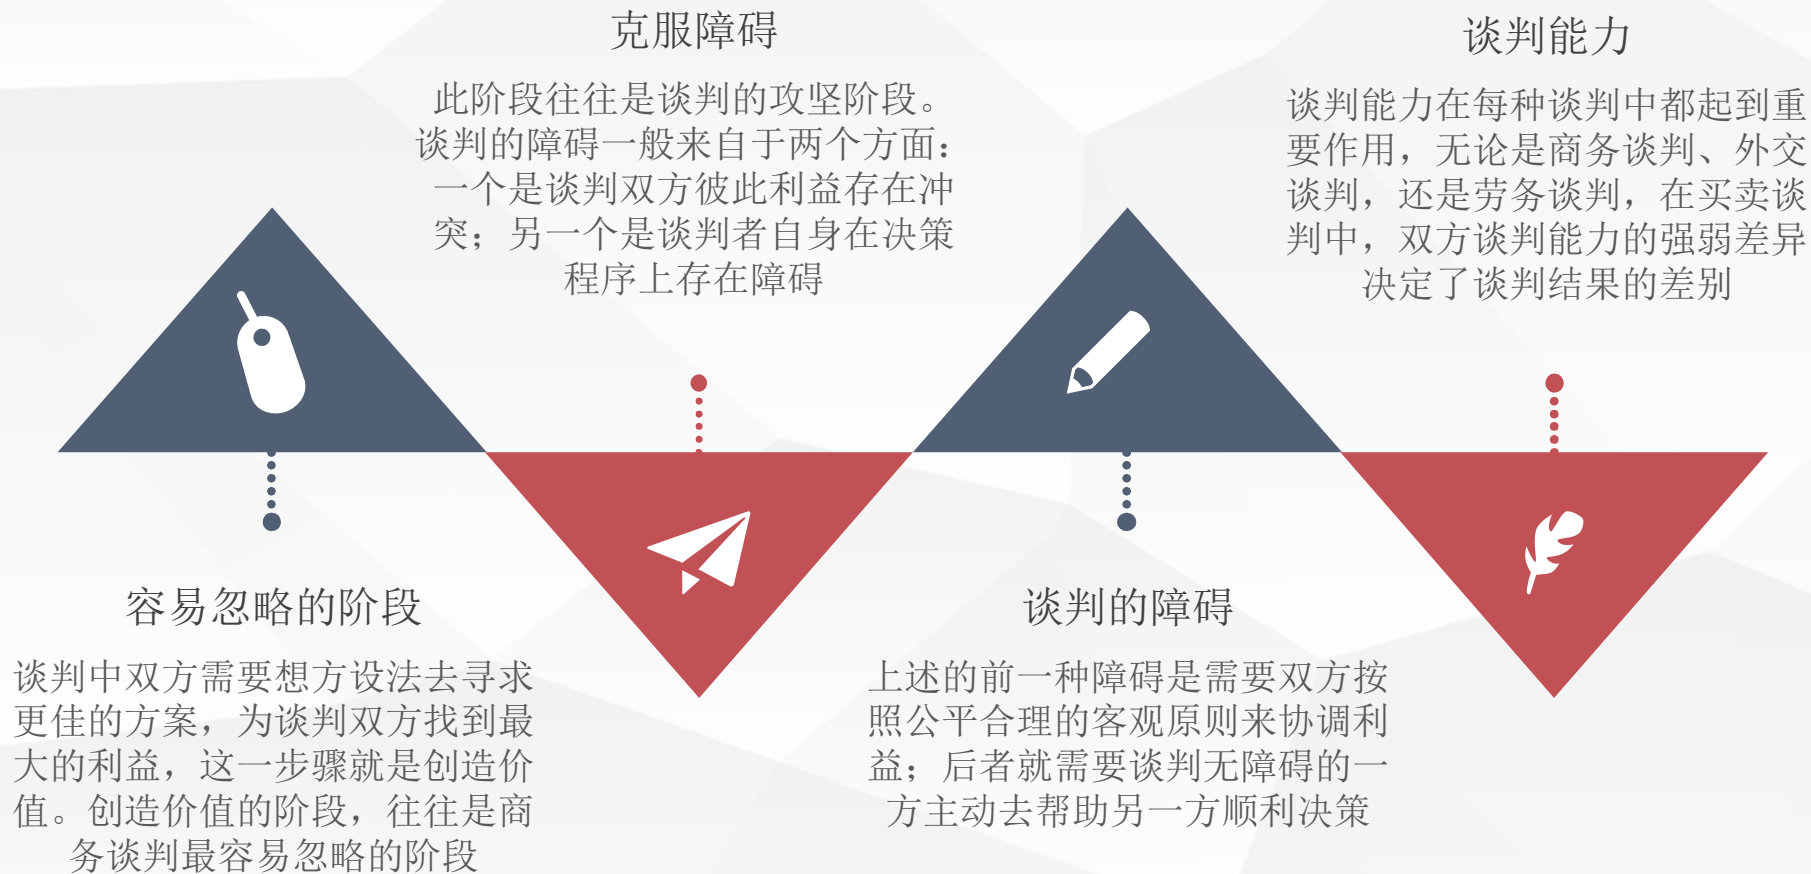 克服障碍
此阶段往往是谈判的攻坚阶段。
谈判的障碍一般来自于两个方面：
一个是谈判双方彼此利益存在冲
突；另一个是谈判者自身在决策
程序上存在障碍
谈判能力
谈判能力在每种谈判中都起到重
要作用，无论是商务谈判、外交
谈判，还是劳务谈判，在买卖谈
判中，双方谈判能力的强弱差异
决定了谈判结果的差别
容易忽略的阶段
谈判中双方需要想方设法去寻求
更佳的方案，为谈判双方找到最
大的利益，这一步骤就是创造价
值。创造价值的阶段，往往是商
务谈判最容易忽略的阶段
谈判的障碍
上述的前一种障碍是需要双方按
照公平合理的客观原则来协调利
益；后者就需要谈判无障碍的一
方主动去帮助另一方顺利决策